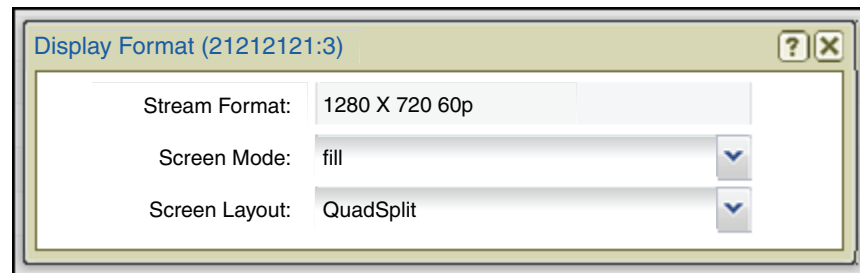 Display Format (21212121:3)
?
Stream Format: 1280 X 720 60p
Screen Mode: fill
Screen Layout: QuadSplit